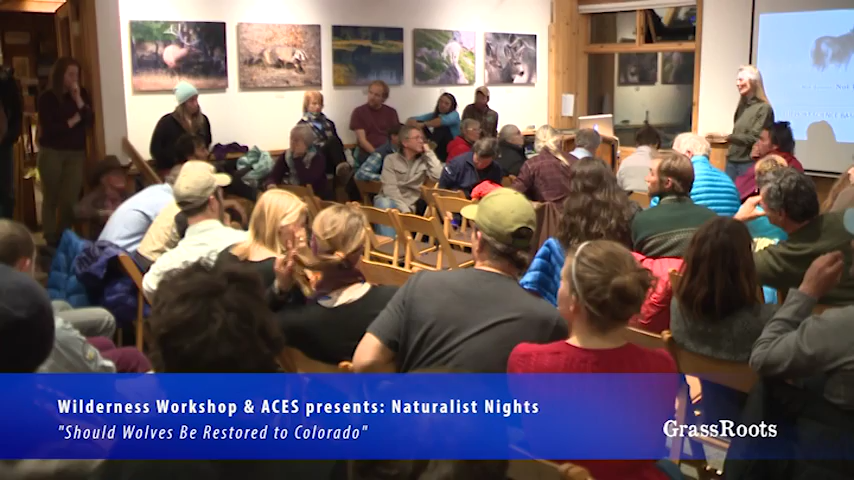 Wilderness Workshop & ACES presents: Naturalist Nights
"Should Wolves Be Restored to Colorado"
GrassRoots